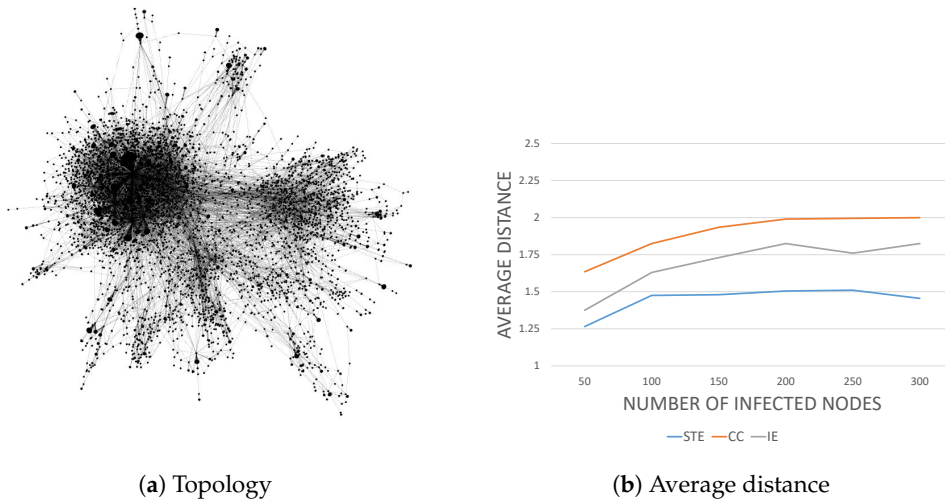 2.5
2.25
2
1.75
1.5
1.25
1
AVERAGE DISTANCE
50 100 150 200 250 300
NUMBER OF INFECTED NODES
STE CC IE
(a) Topology
(b) Average distance